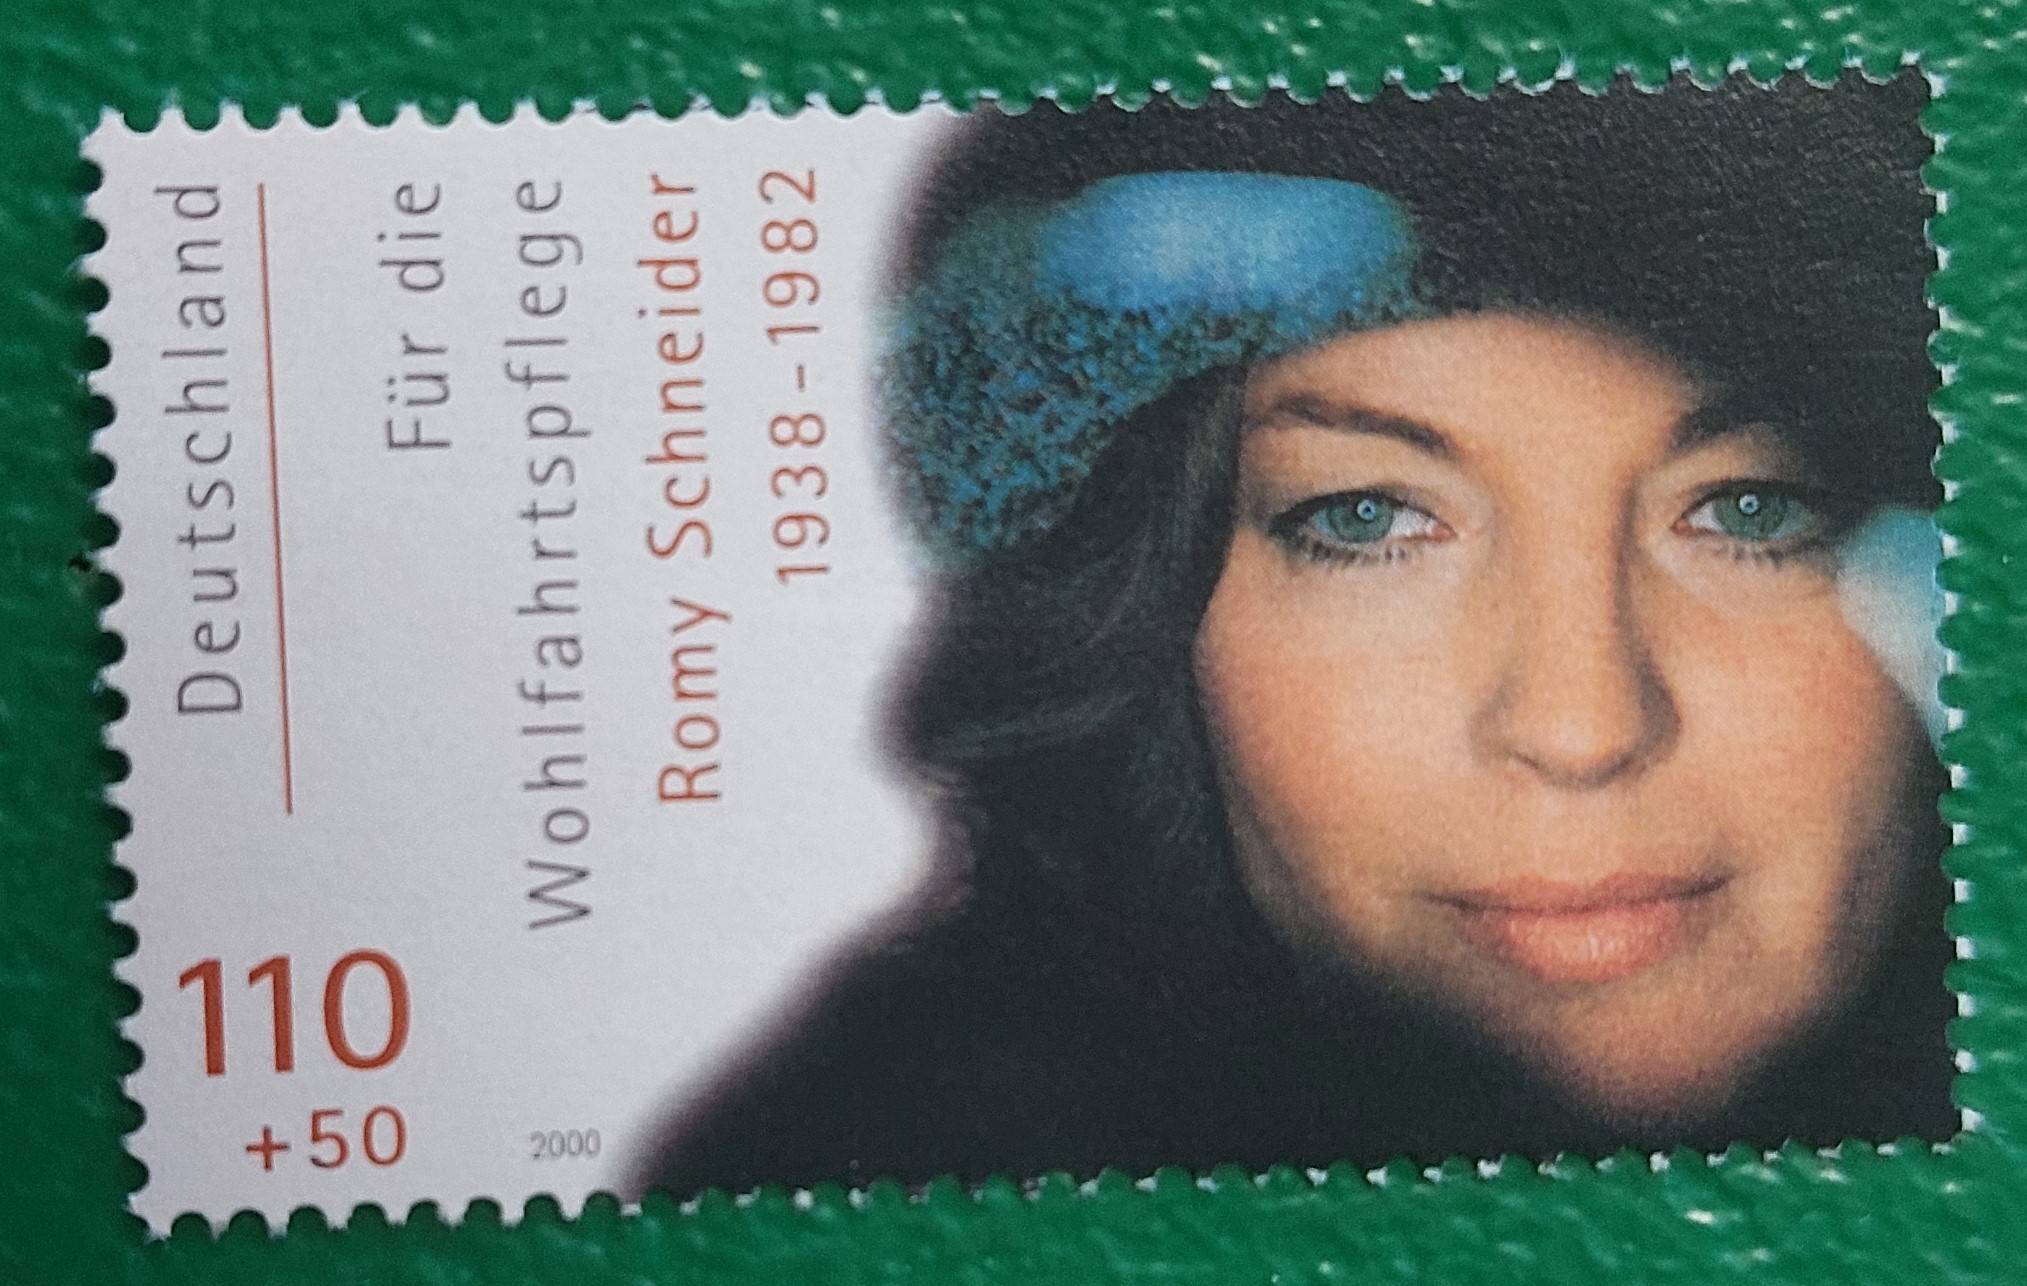 Deutschland
Für die
Wohlfahrtspflege
Romy Schneider
1938–1982
110
+50
2000